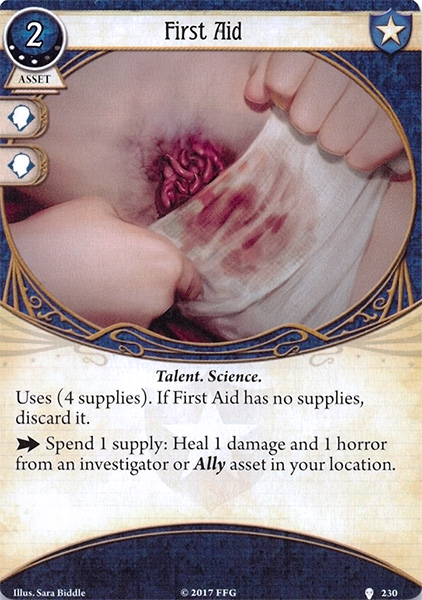 First Aid
2
ASSET
Talent. Science.
Uses (4 supplies). If First Aid has no supplies,
discard it.
Spend 1 supply: Heal 1 damage and 1 horror
from an investigator or Ally asset in your location.
Illus. Sara Biddle
© 2017 FFG
230